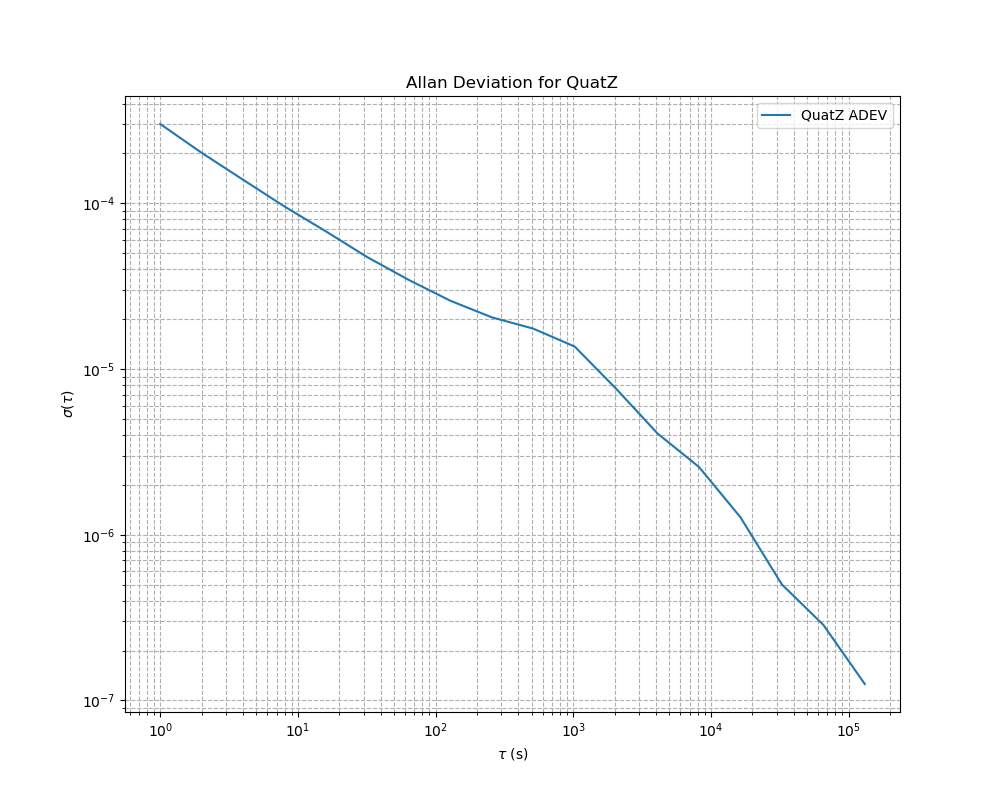 Allan Deviation for QuatZ
QuatZ ADEV
σ(τ)
10⁻⁴
10⁻⁵
10⁻⁶
10⁻⁷
10⁰ 10¹ 10² 10³ 10⁴ 10⁵
τ (s)